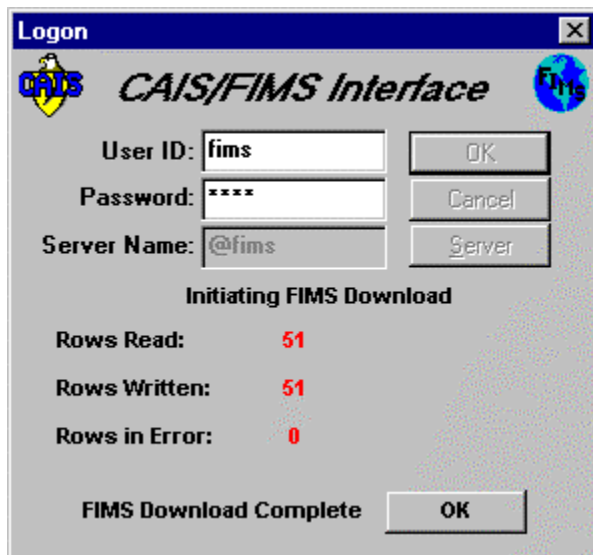 Logon
CAIS CAIS/FIMS Interface FIMS
User ID: fims OK
Password: **** Cancel
Server Name: @fims Server
Initiating FIMS Download
Rows Read: 51
Rows Written: 51
Rows in Error: 0
FIMS Download Complete OK